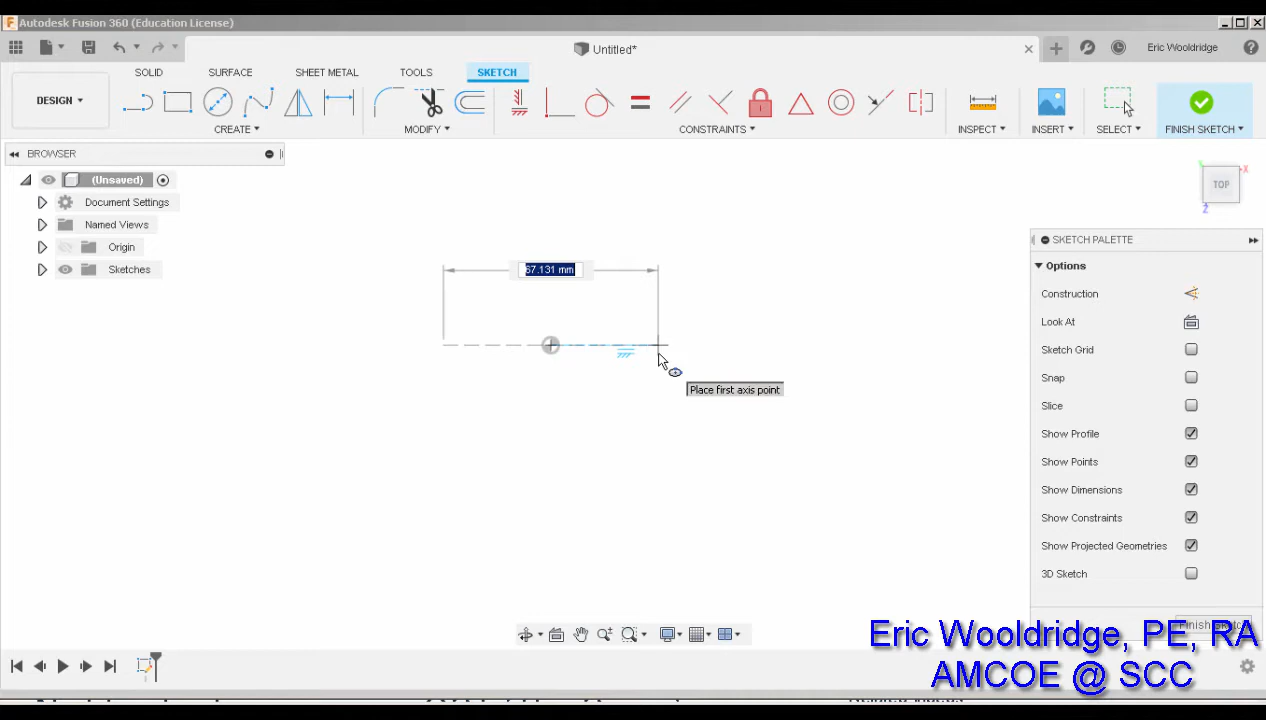 Autodesk Fusion 360 (Education License)
Untitled*
Eric Wooldridge
DESIGN
SOLID
SURFACE
SHEET METAL
TOOLS
SKETCH
CREATE
MODIFY
CONSTRAINTS
INSPECT
INSERT
SELECT
FINISH SKETCH
BROWSER
(Unsaved)
Document Settings
Named Views
Origin
Sketches
TOP
X
Y
Z
67.131 mm
Place first axis point
SKETCH PALETTE
Options
Construction
Look At
Sketch Grid
Snap
Slice
Show Profile
Show Points
Show Dimensions
Show Constraints
Show Projected Geometries
3D Sketch
Finish Sketch
Eric Wooldridge, PE, RA
AMCOE @ SCC